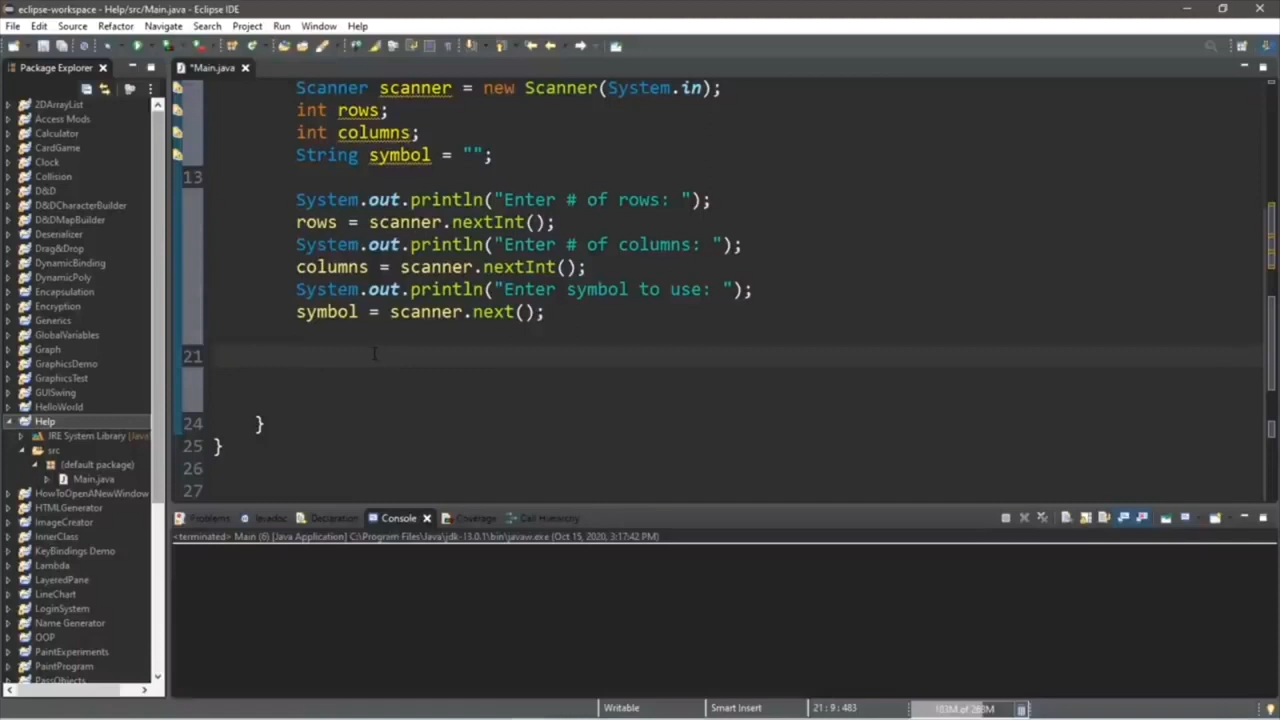 eclipse-workspace - Help/src/Main.java - Eclipse IDE
File Edit Source Refactor Navigate Search Project Run Window Help
Package Explorer
*Main.java
2DArrayList
Access Mods
Calculator
CardGame
Clock
Collision
D&D
D&DCharacterBuilder
D&DMapBuilder
Deserializer
Drag&Drop
DynamicBinding
DynamicPoly
Encapsulation
Encryption
Generics
GlobalVariables
Graph
GraphicsDemo
GraphicsTest
GUISwing
HelloWorld
Help
JRE System Library [Java
src
(default package)
Main.java
HowToOpenANewWindow
HTMLGenerator
ImageCreator
InnerClass
KeyBindings Demo
Lambda
LayeredPane
LineChart
LoginSystem
Name Generator
OOP
PaintExperiments
PaintProgram
PassObjects
Scanner scanner = new Scanner(System.in);
int rows;
int columns;
String symbol = "";
13
System.out.println("Enter # of rows: ");
rows = scanner.nextInt();
System.out.println("Enter # of columns: ");
columns = scanner.nextInt();
System.out.println("Enter symbol to use: ");
symbol = scanner.next();
21
24 }
25 }
26
27
Problems Javadoc Declaration Console Coverage Call Hierarchy
<terminated> Main (6) [Java Application] C:\Program Files\Java\jdk-13.0.1\bin\javaw.exe (Oct 15, 2020, 3:17:42 PM)
Writable Smart Insert 21 : 9 : 483